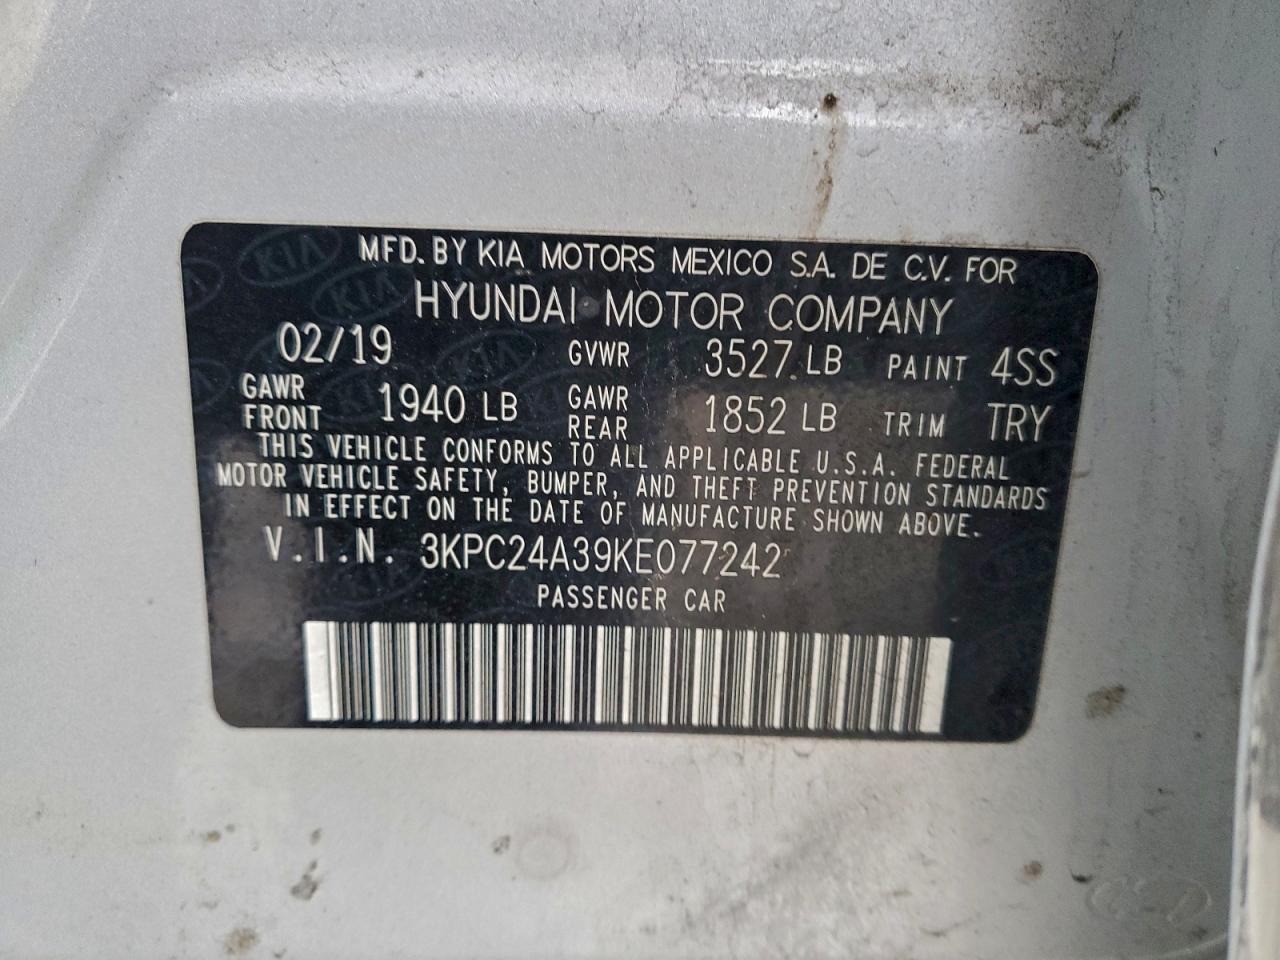 MFD. BY KIA MOTORS MEXICO S.A. DE C.V. FOR
HYUNDAI MOTOR COMPANY
02/19 GVWR 3527 LB PAINT 4SS
GAWR FRONT 1940 LB GAWR REAR 1852 LB TRIM TRY
THIS VEHICLE CONFORMS TO ALL APPLICABLE U.S.A. FEDERAL
MOTOR VEHICLE SAFETY, BUMPER, AND THEFT PREVENTION STANDARDS
IN EFFECT ON THE DATE OF MANUFACTURE SHOWN ABOVE.
V.I.N. 3KPC24A39KE077242
PASSENGER CAR